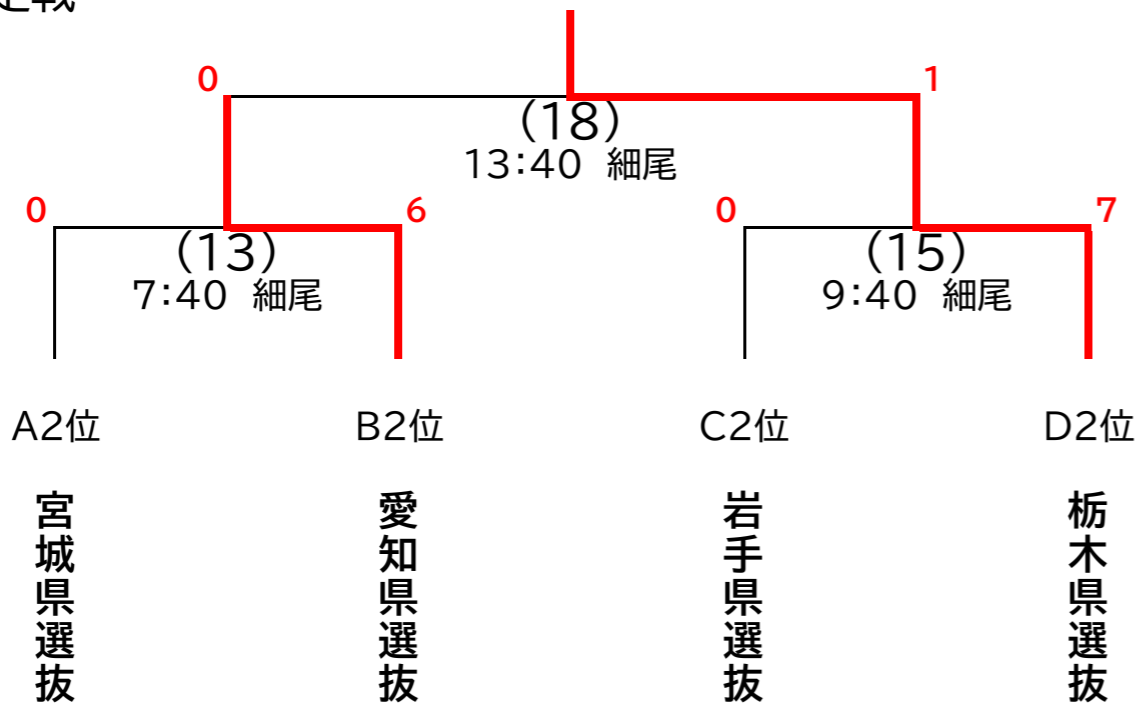 0 1
(18)
13:40 細尾
0 6 0 7
(13) (15)
7:40 細尾 9:40 細尾
A2位 B2位 C2位 D2位
宮城県選抜
愛知県選抜
岩手県選抜
栃木県選抜